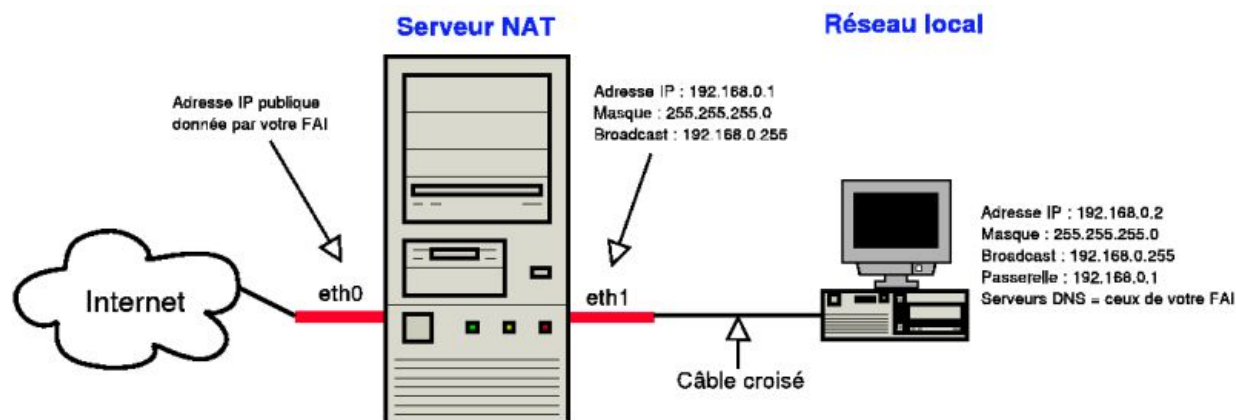 Serveur NAT
Réseau local
Adresse IP publique
donnée par votre FAI
Adresse IP : 192.168.0.1
Masque : 255.255.255.0
Broadcast : 192.168.0.255
Adresse IP : 192.168.0.2
Masque : 255.255.255.0
Broadcast : 192.168.0.255
Passerelle : 192.168.0.1
Serveurs DNS = ceux de votre FAI
Internet
eth0
eth1
Câble croisé